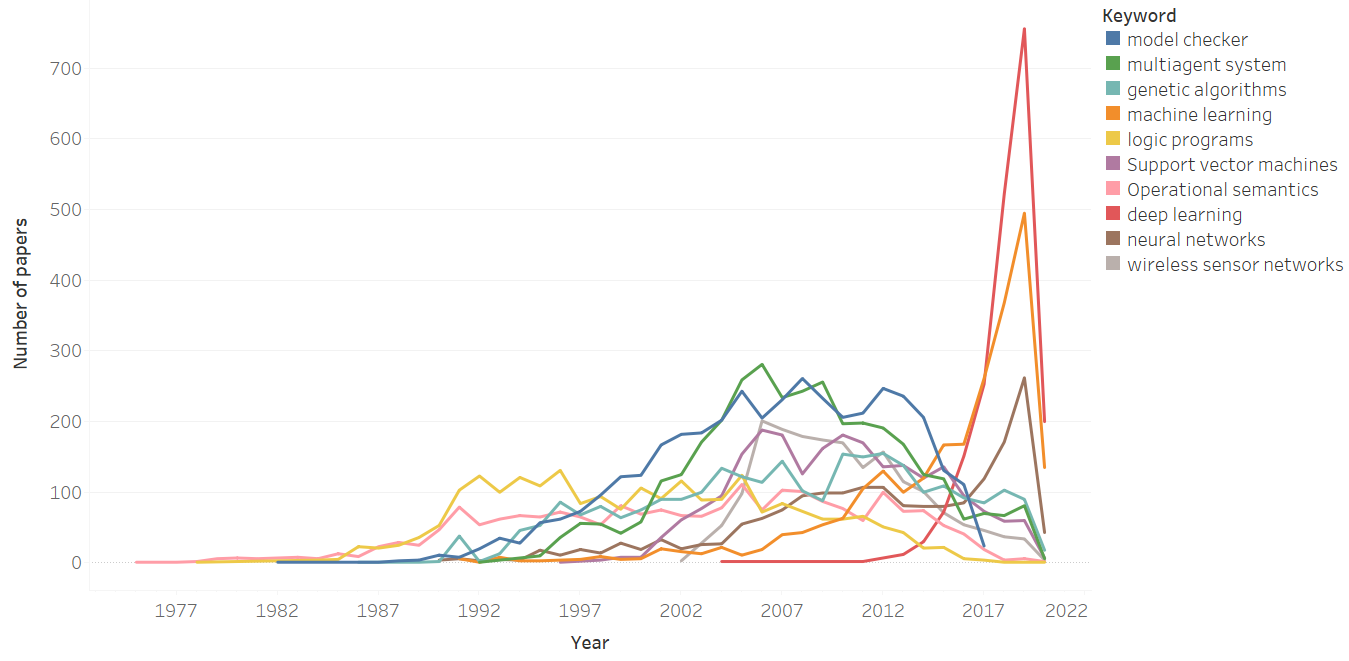 Number of papers
700
600
500
400
300
200
100
0
1977 1982 1987 1992 1997 2002 2007 2012 2017 2022
Year
Keyword
model checker
multiagent system
genetic algorithms
machine learning
logic programs
Support vector machines
Operational semantics
deep learning
neural networks
wireless sensor networks